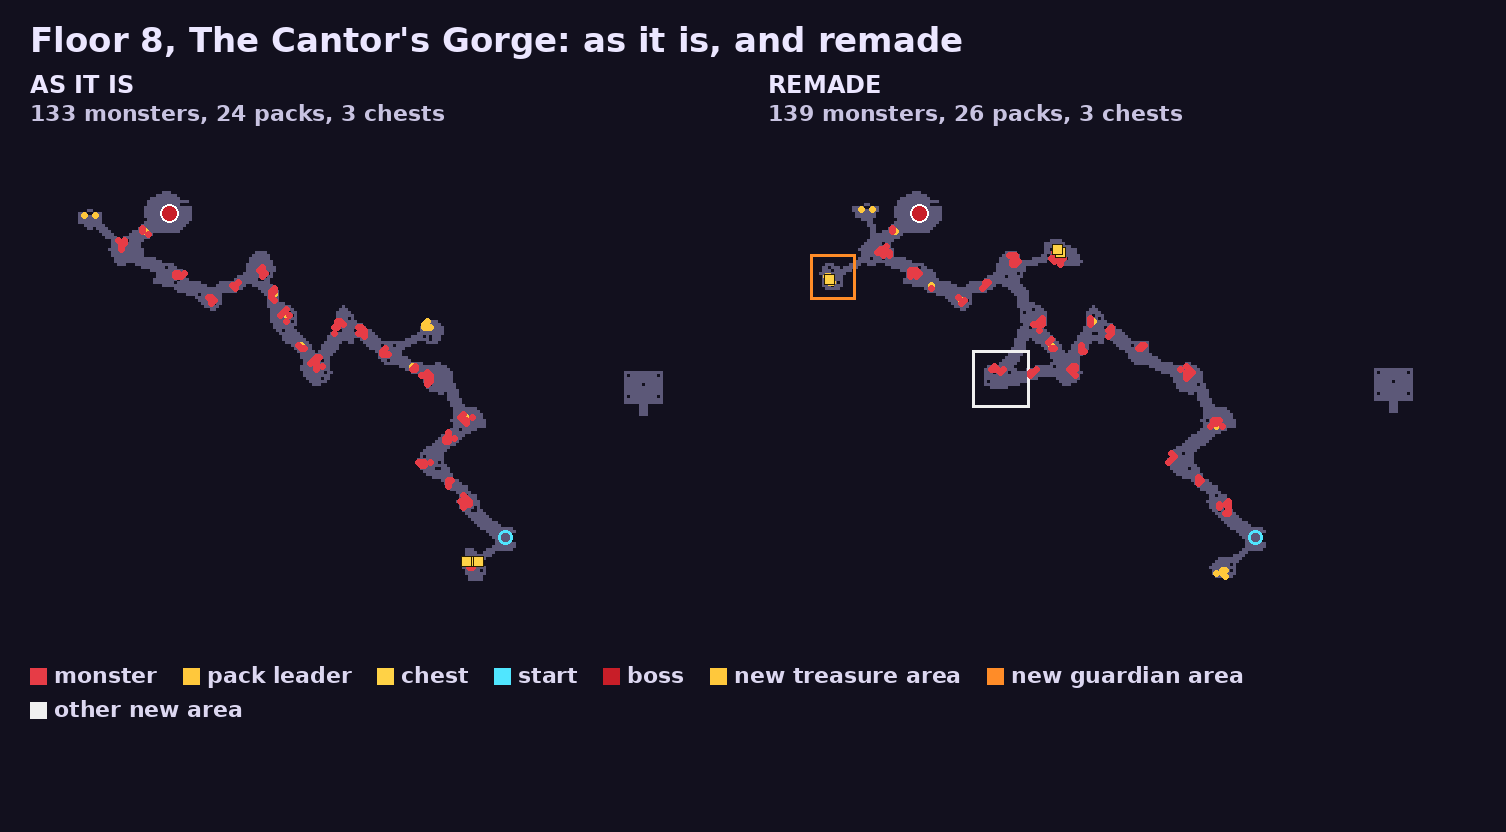 Floor 8, The Cantor's Gorge: as it is, and remade
AS IT IS
133 monsters, 24 packs, 3 chests
REMADE
139 monsters, 26 packs, 3 chests
monster pack leader chest start boss new treasure area new guardian area
other new area